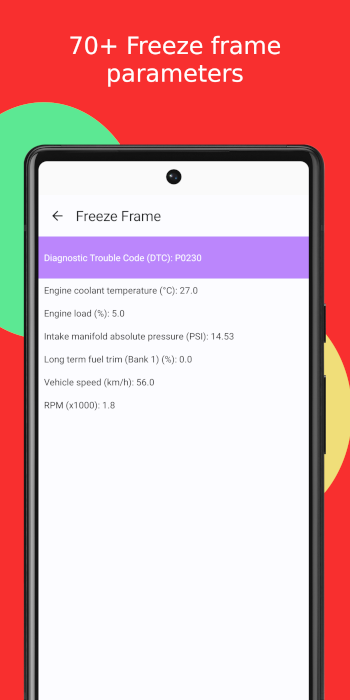 70+ Freeze frame
parameters
Freeze Frame
Diagnostic Trouble Code (DTC): P0230
Engine coolant temperature (°C): 27.0
Engine load (%): 5.0
Intake manifold absolute pressure (PSI): 14.53
Long term fuel trim (Bank 1) (%): 0.0
Vehicle speed (km/h): 56.0
RPM (x1000): 1.8